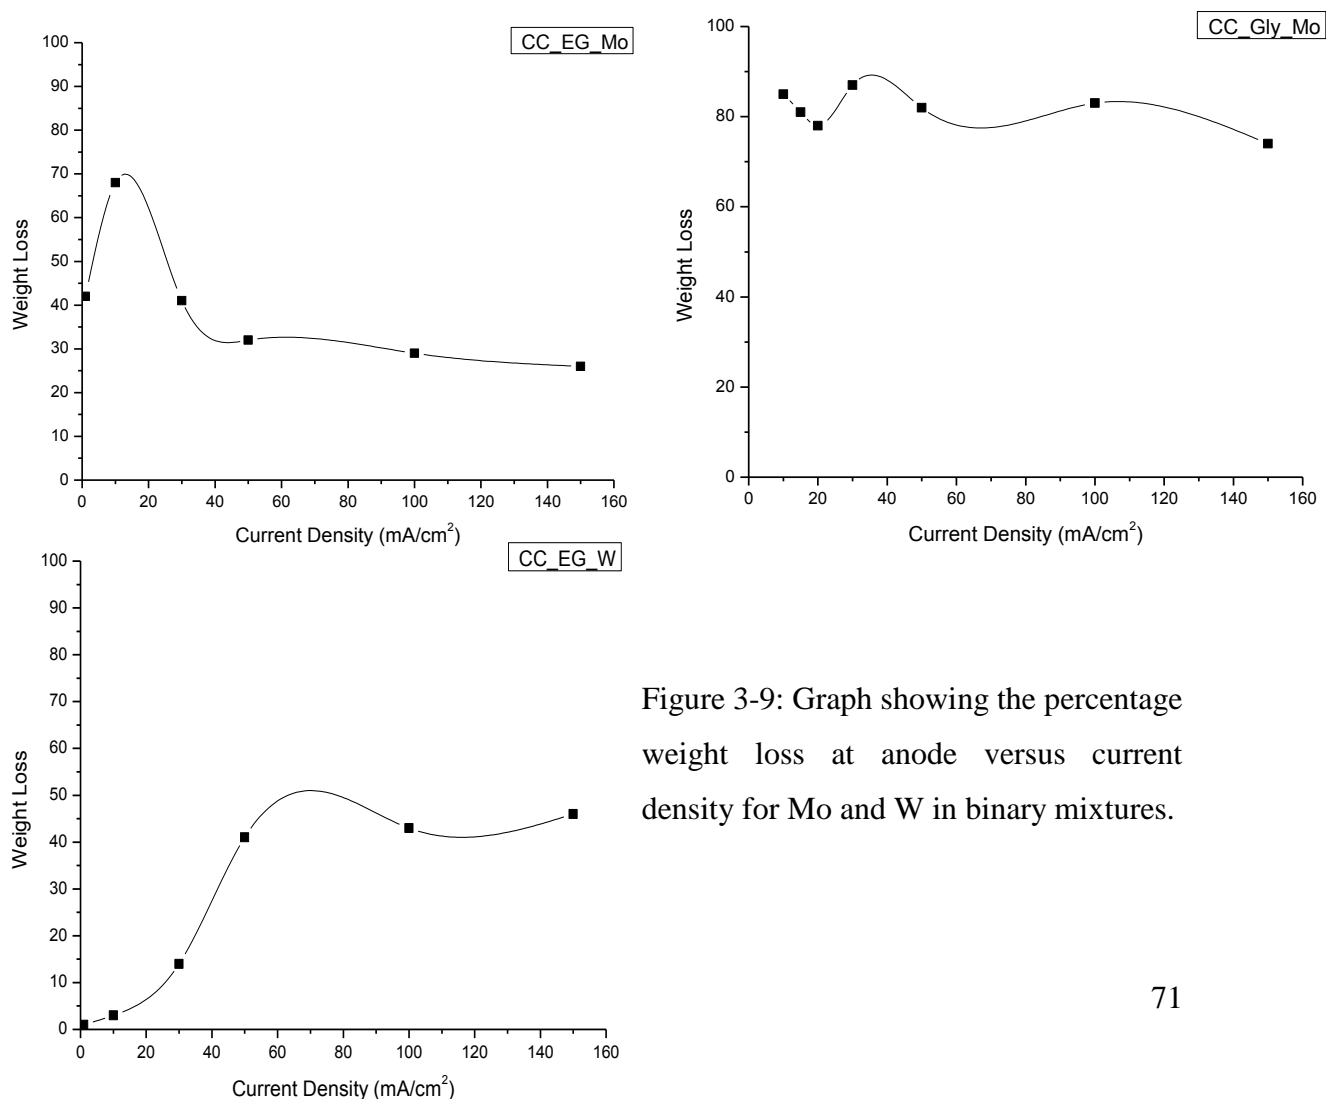 CC_EG_Mo
100
90
80
70
60
50
40
30
20
10
0
Weight Loss
0 20 40 60 80 100 120 140 160
Current Density (mA/cm²)
CC_Gly_Mo
100
80
60
40
20
0
Weight Loss
0 20 40 60 80 100 120 140 160
Current Density (mA/cm²)
CC_EG_W
100
90
80
70
60
50
40
30
20
10
0
Weight Loss
0 20 40 60 80 100 120 140 160
Current Density (mA/cm²)
Figure 3-9: Graph showing the percentage
weight loss at anode versus current
density for Mo and W in binary mixtures.
71